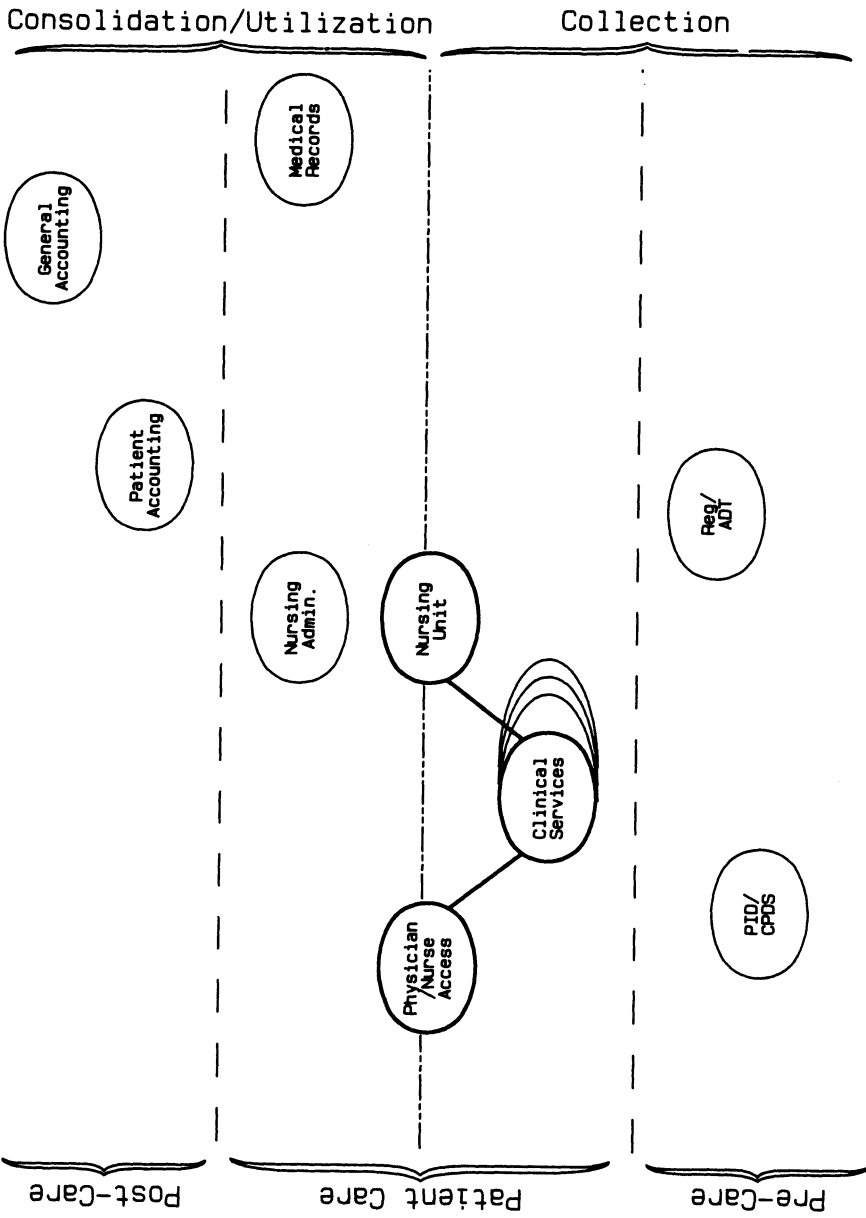 Consolidation/Utilization
Collection
General
Accounting
Medical
Records
Patient
Accounting
Nursing
Admin.
Nursing
Unit
Reg/
ADT
Clinical
Services
Physician
/Nurse
Access
PID/
CPDS
Post-Care
Patient Care
Pre-Care